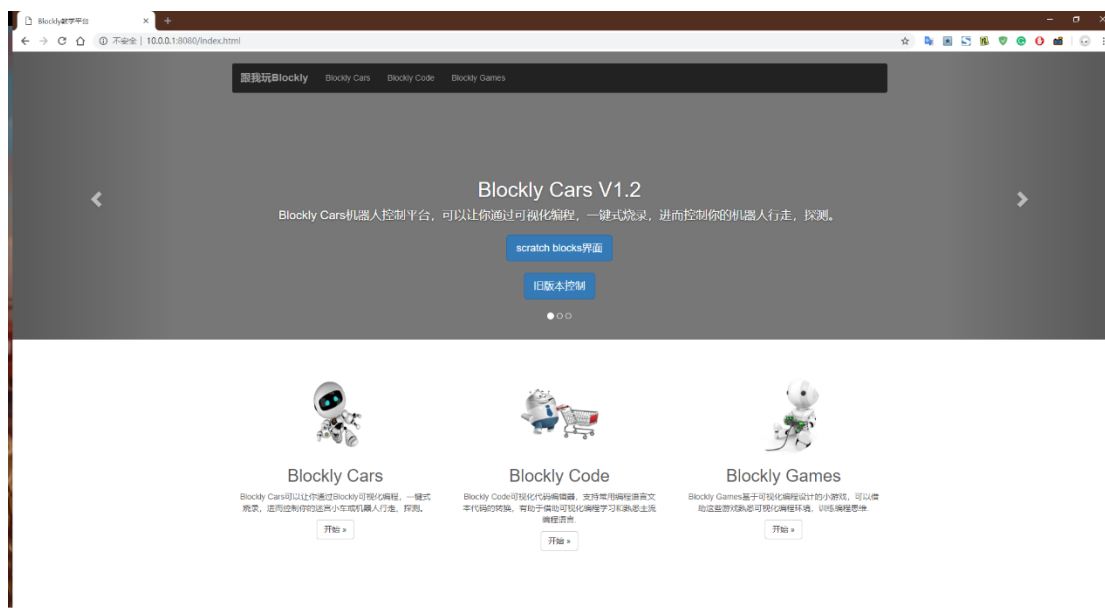 Blockly教学平台
不安全 | 10.0.0.1:8080/index.html
跟我玩Blockly Blockly Cars Blockly Code Blockly Games
Blockly Cars V1.2
Blockly Cars机器人控制平台，可以让你通过可视化编程，一键式烧录，进而控制你的机器人行走，探测。
scratch blocks界面
旧版本控制
Blockly Cars
Blockly Cars可以让你通过Blockly可视化编程，一键式
烧录，进而控制你的迷宫小车或机器人行走，探测。
开始 »
Blockly Code
Blockly Code可视化代码编辑器，支持常用编程语言文
本代码的转换，有助于借助可视化编程学习和熟悉主流
编程语言.
开始 »
Blockly Games
Blockly Games基于可视化编程设计的小游戏，可以借
助这些游戏熟悉可视化编程环境，训练编程思维.
开始 »